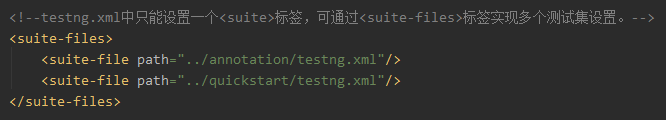 <!--testng.xml中只能设置一个<suite>标签，可通过<suite-files>标签实现多个测试集设置。-->
<suite-files>
    <suite-file path="../annotation/testng.xml"/>
    <suite-file path="../quickstart/testng.xml"/>
</suite-files>